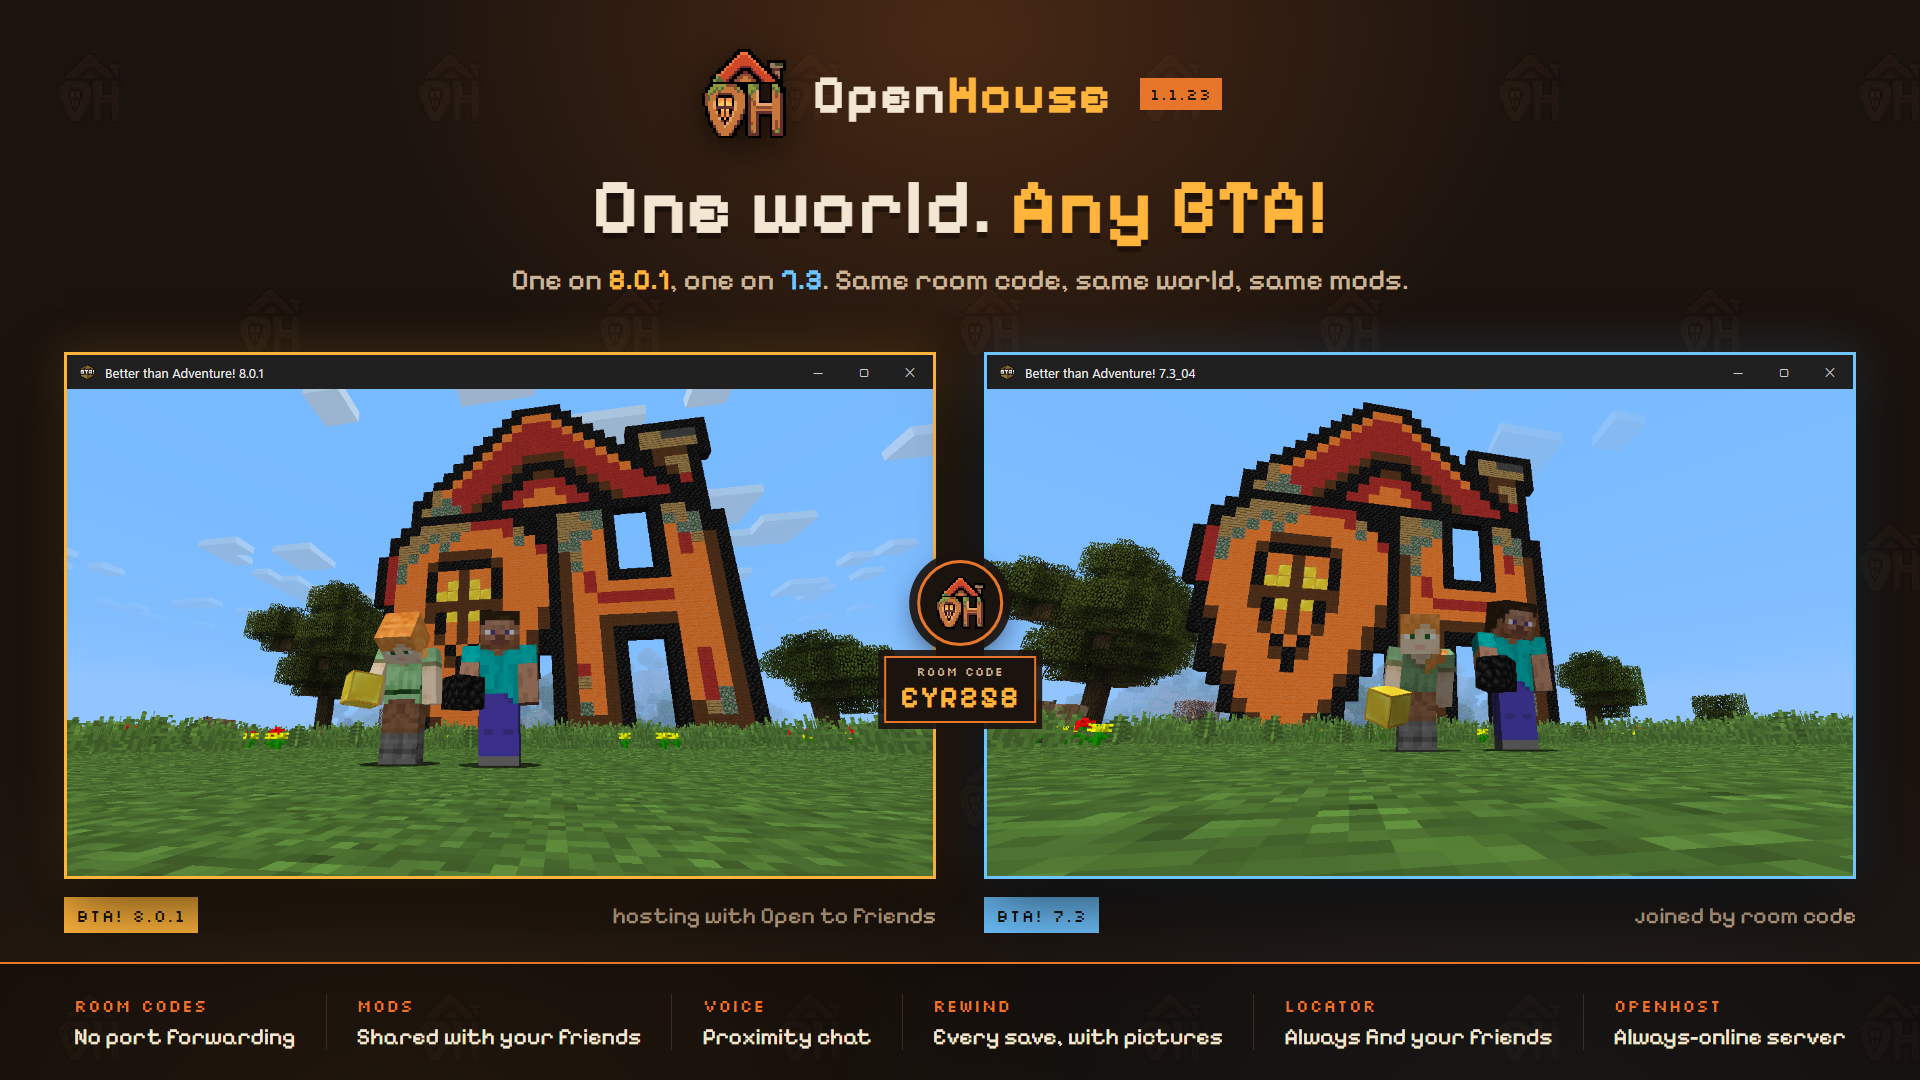 OpenHouse 1.1.23
One world. Any BTA!
One on 8.0.1, one on 7.3. Same room code, same world, same mods.
Better than Adventure! 8.0.1
Better than Adventure! 7.3_04
ROOM CODE
EYR2S8
BTA! 8.0.1
hosting with Open to Friends
BTA! 7.3
Joined by room code
ROOM CODES
No port forwarding
MODS
Shared with your friends
VOICE
Proximity chat
REWIND
Every save, with pictures
LOCATOR
Always find your friends
OPENHOST
Always-online server